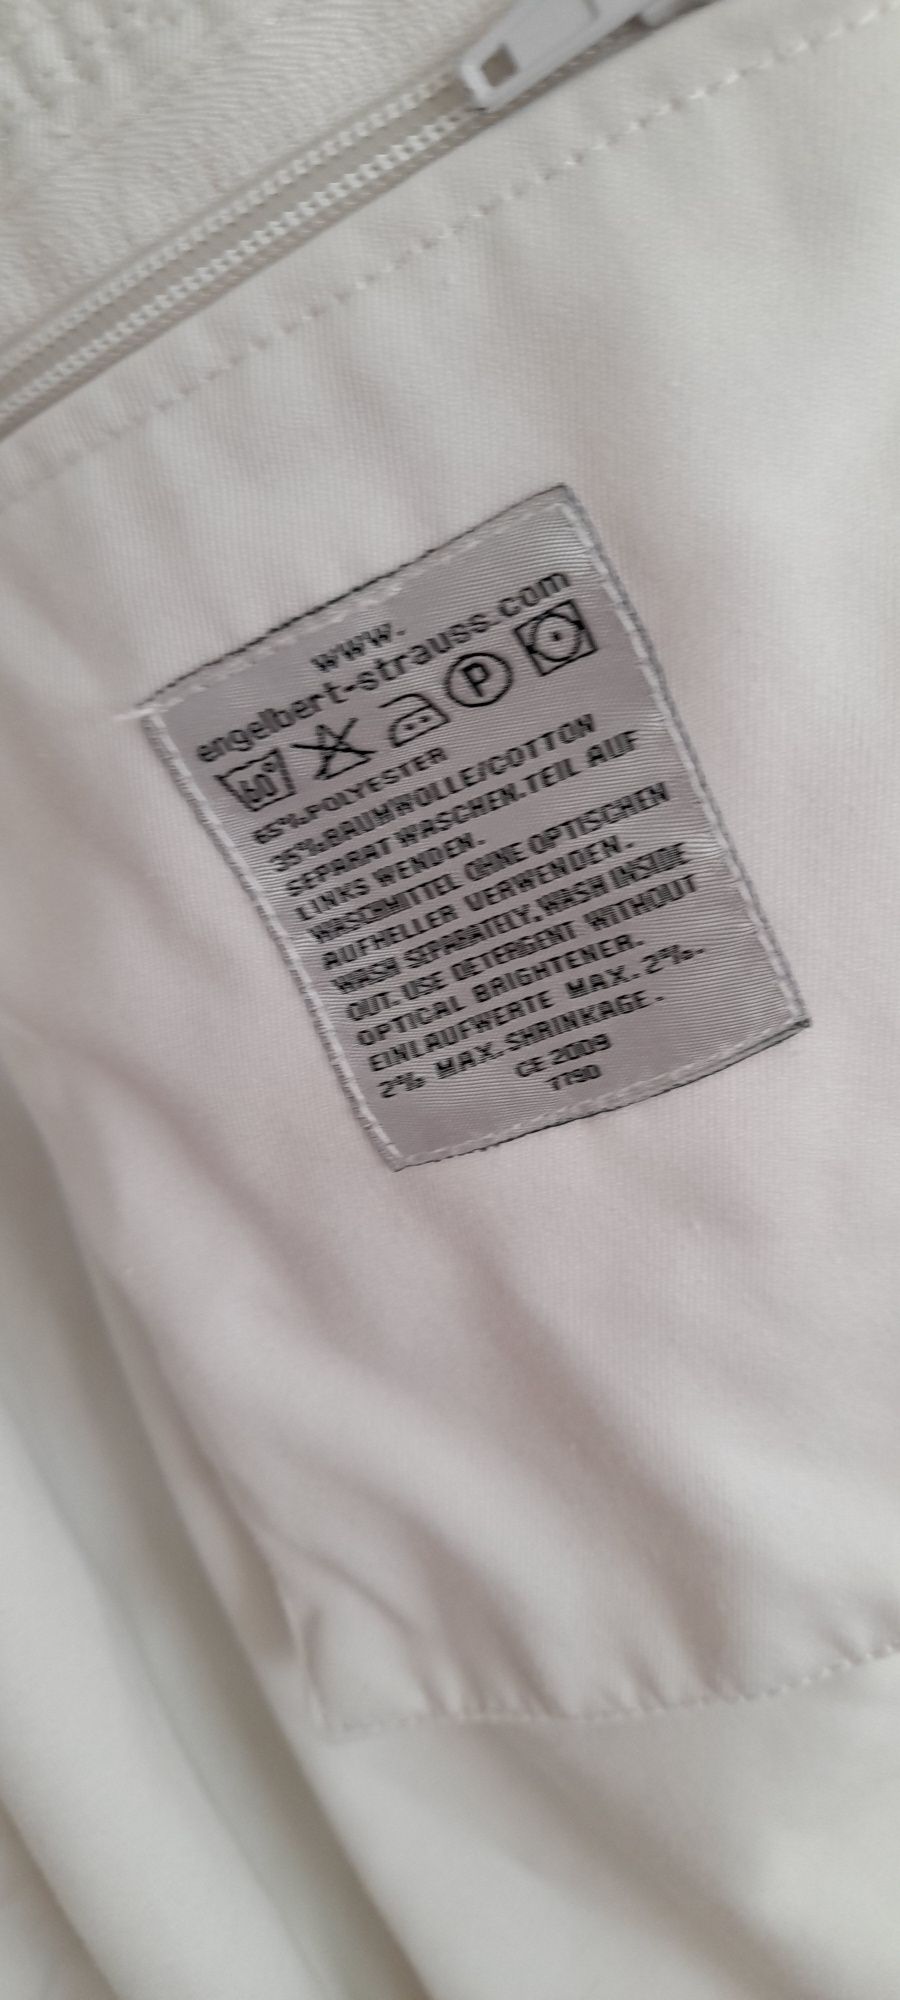 www.
engelbert-strauss.com
60° P
65%POLYESTER
35%BAUMWOLLE/COTTON
SEPARAT WASCHEN.TEIL AUF
LINKS WENDEN.
WASCHMITTEL OHNE OPTISCHEN
AUFHELLER VERWENDEN.
WASH SEPARATELY,WASH INSIDE
OUT. USE DETERGENT WITHOUT
OPTICAL BRIGHTENER.
EINLAUFWERTE MAX. 2%.
2% MAX.SHRINKAGE.
CE 2009
7790